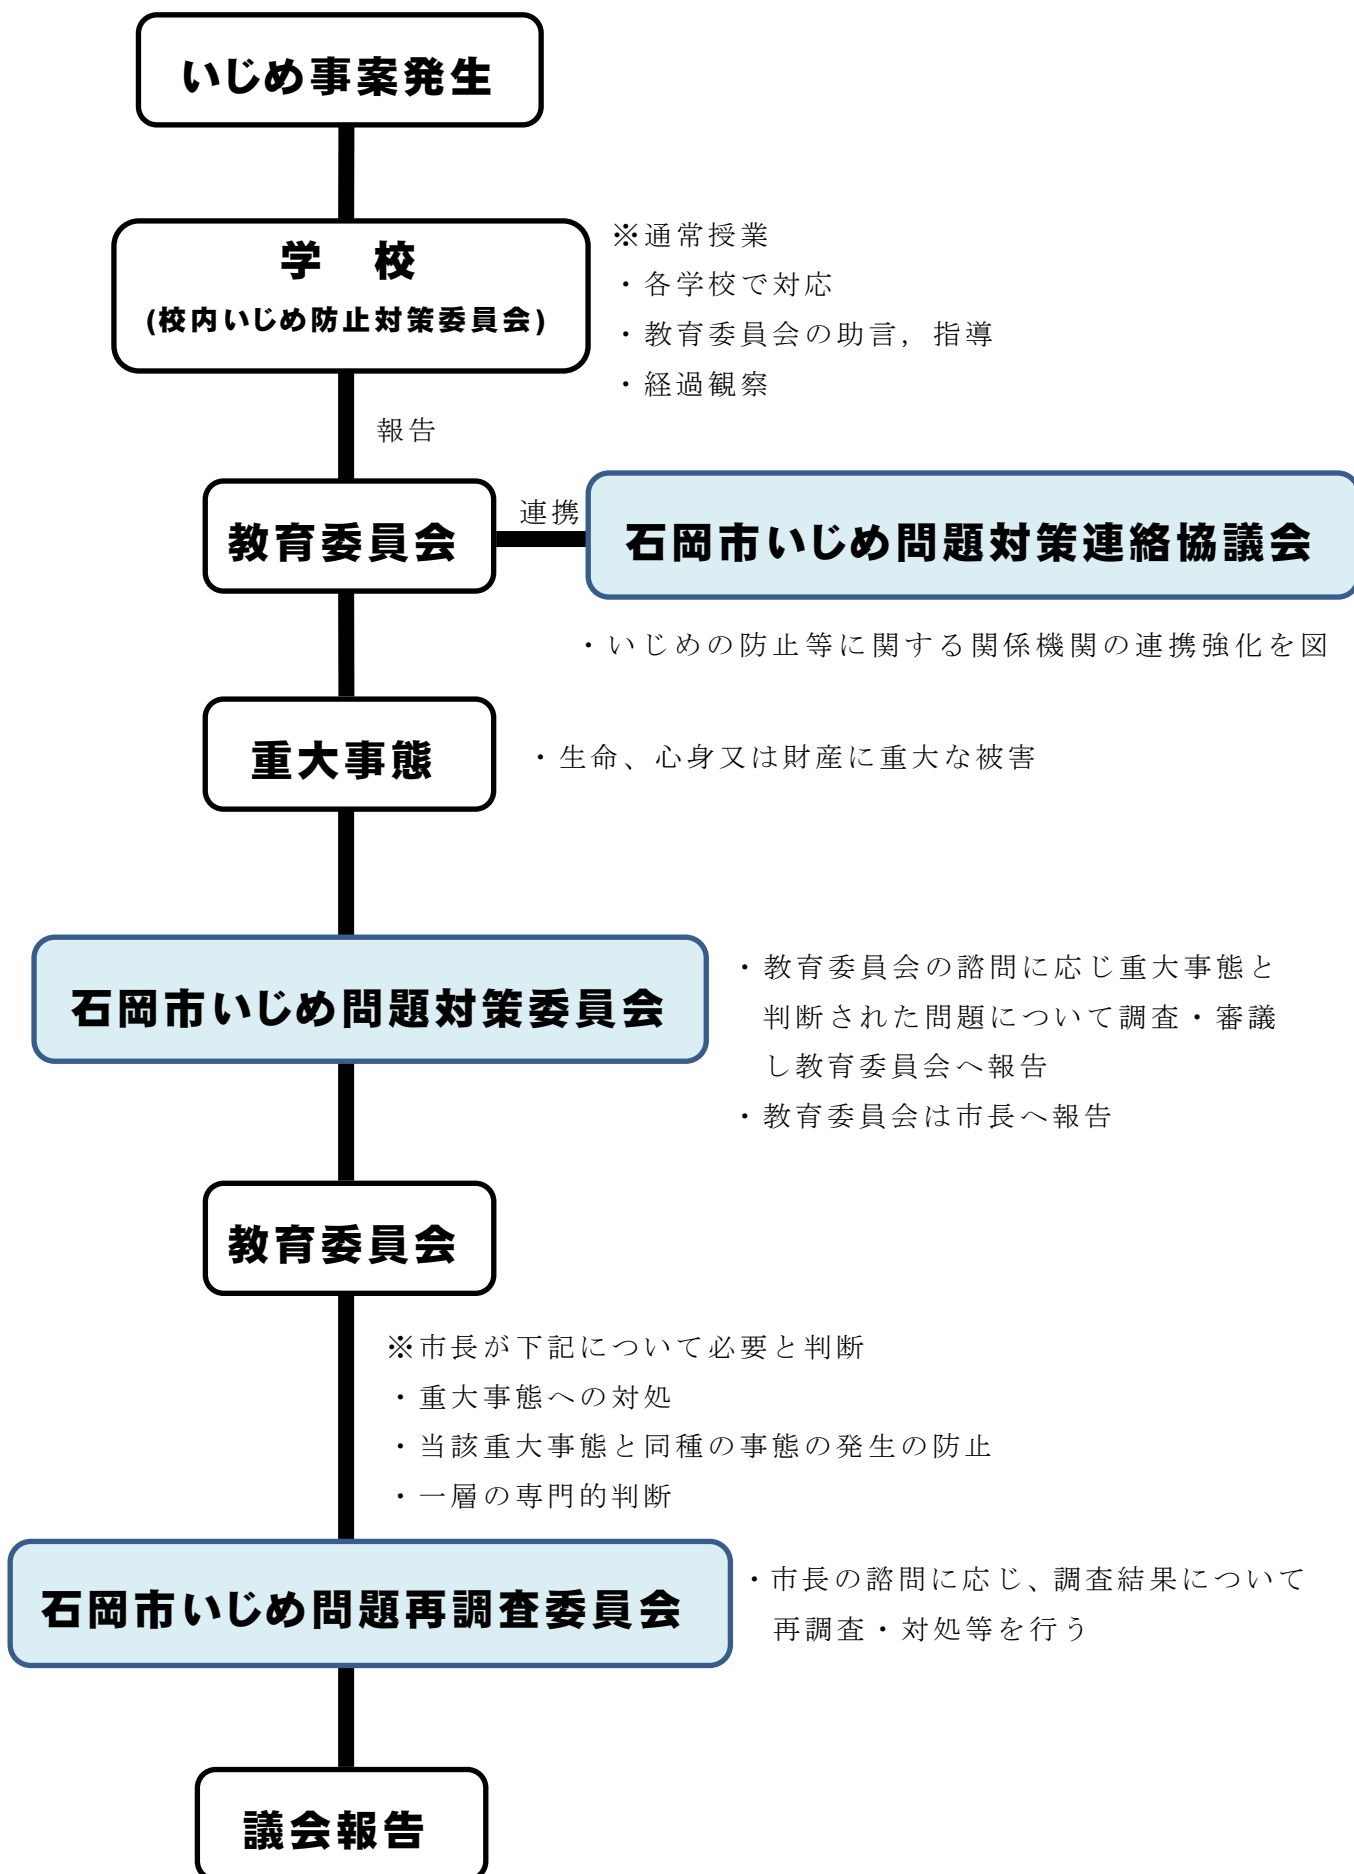 いじめ事案発生
学　校
(校内いじめ防止対策委員会)
※通常授業
・各学校で対応
・教育委員会の助言，指導
・経過観察
報告
教育委員会
連携
石岡市いじめ問題対策連絡協議会
・いじめの防止等に関する関係機関の連携強化を図
重大事態
・生命、心身又は財産に重大な被害
石岡市いじめ問題対策委員会
・教育委員会の諮問に応じ重大事態と
判断された問題について調査・審議
し教育委員会へ報告
・教育委員会は市長へ報告
教育委員会
※市長が下記について必要と判断
・重大事態への対処
・当該重大事態と同種の事態の発生の防止
・一層の専門的判断
石岡市いじめ問題再調査委員会
・市長の諮問に応じ、調査結果について
再調査・対処等を行う
議会報告